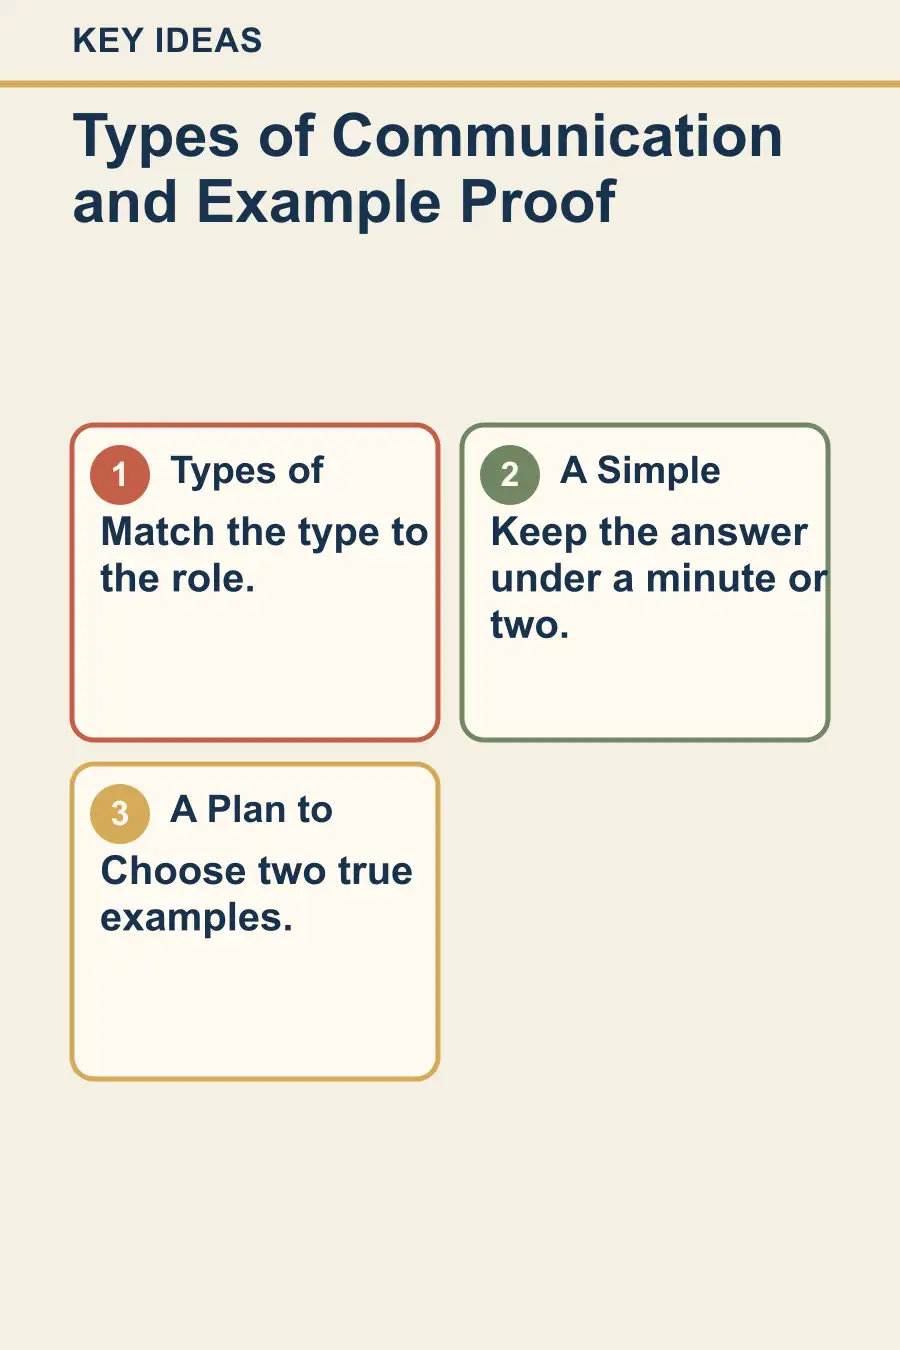 KEY IDEAS
Types of Communication
and Example Proof
1 Types of
Match the type to
the role.
2 A Simple
Keep the answer
under a minute or
two.
3 A Plan to
Choose two true
examples.